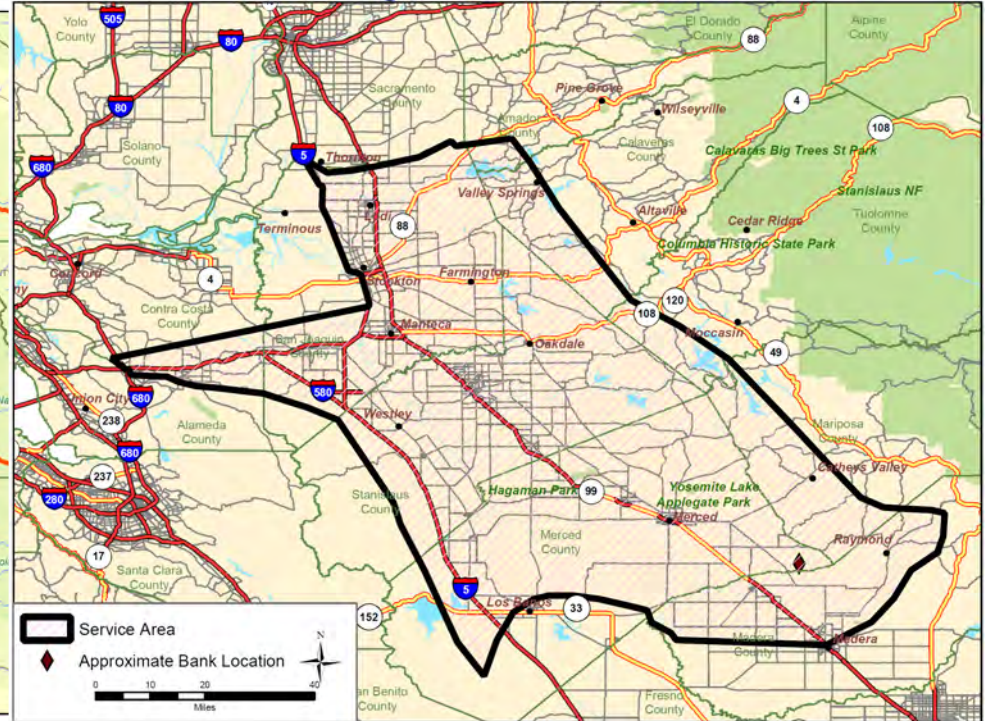 505
Yolo
County
80
El Dorado
County
Alpine
County
88
Sacramento
County
Pine Grove
Wilseyville
4
80
108
Amador
County
Solano
County
Calaveras
County
Calavaras Big Trees St Park
680
5
Thornton
Stanislaus NF
Valley Springs
Tuolomne
County
Lodi
88
Altaville
Cedar Ridge
Terminous
Columbia Historic State Park
Concord
4
Stockton
Farmington
120
Contra Costa
County
108
Moccasin
Manteca
San Joaquin
County
Oakdale
49
680
580
Union City
238
Westley
Mariposa
County
Alameda
County
680
Catheys Valley
237
280
Stanislaus
County
Hagaman Park
99
Yosemite Lake
Applegate Park
Merced
17
Merced
County
Raymond
Santa Clara
County
5
Los Banos
33
152
Service Area
Madera
County
Madera
N
Approximate Bank Location
0 10 20 40
Miles
an Benito
County
Fresno
County